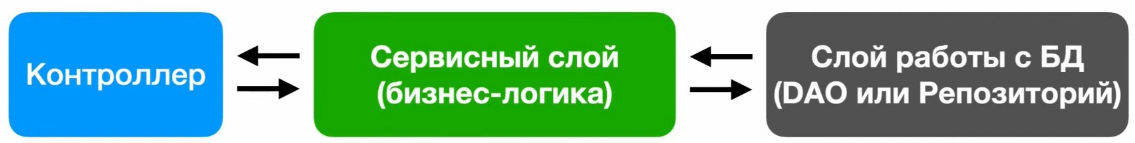 Контроллер
Сервисный слой
(бизнес-логика)
Слой работы с БД
(DAO или Репозиторий)